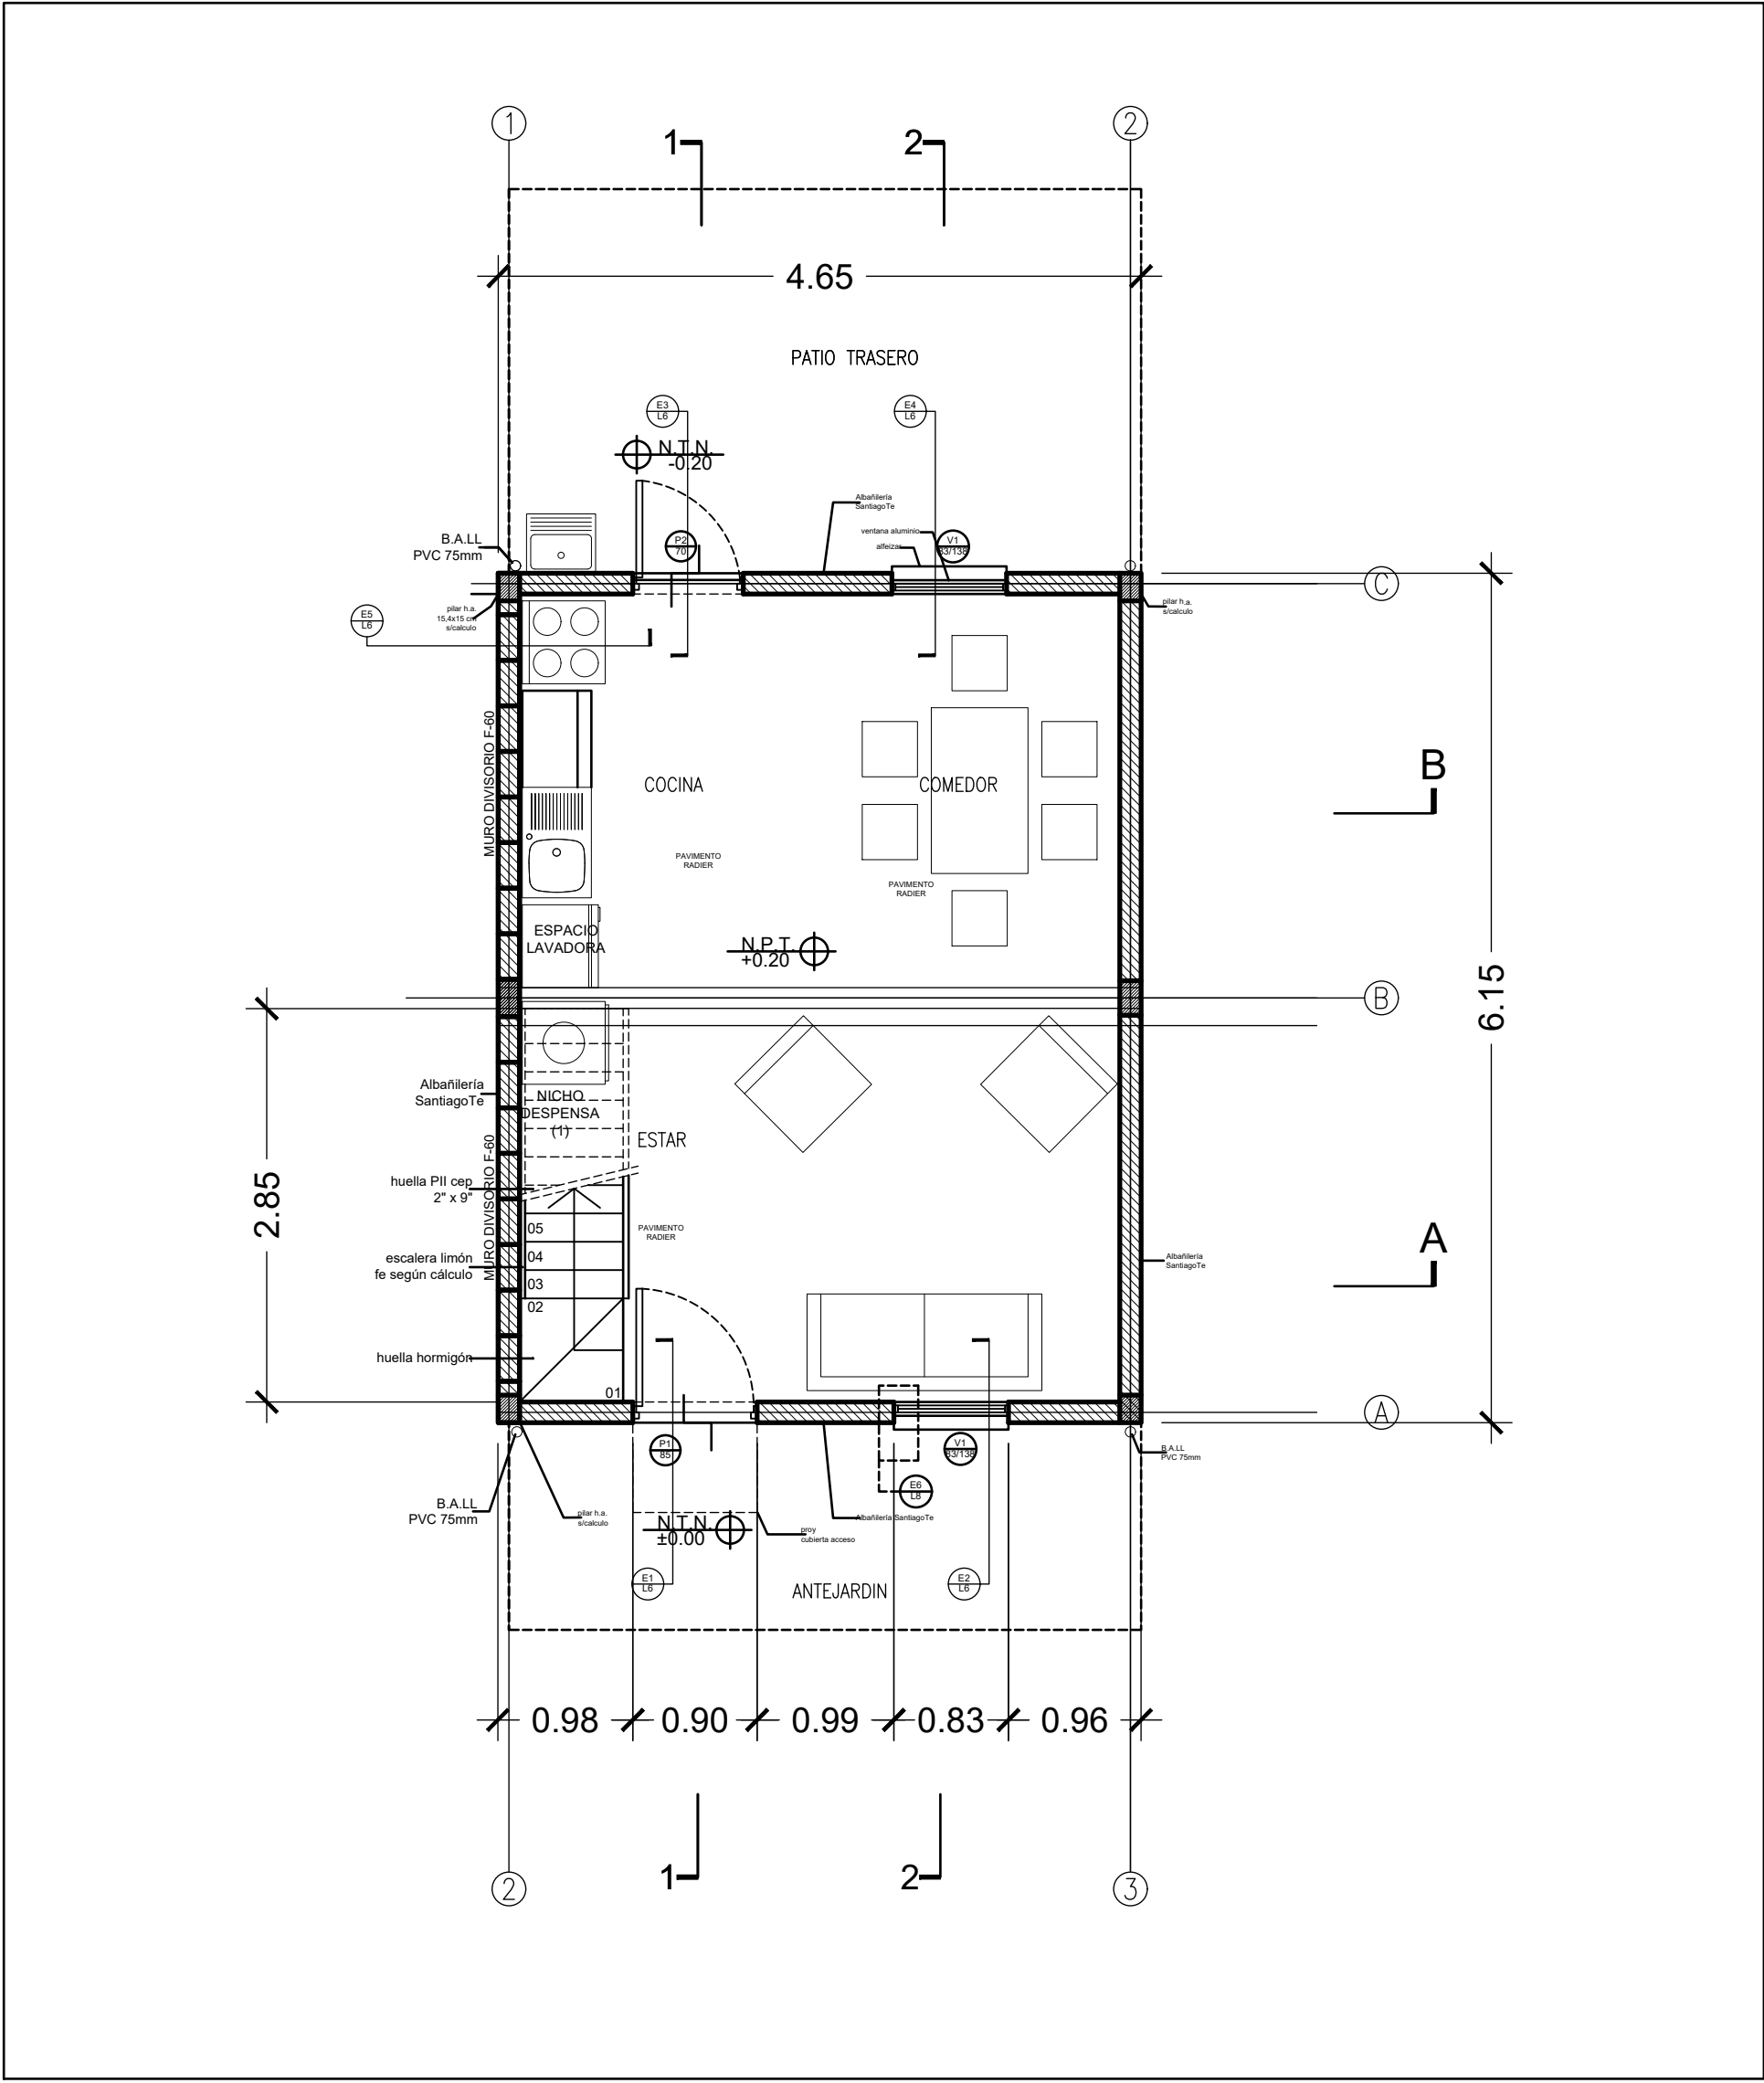 1
2
1
2
4.65
PATIO TRASERO
E3
L6
E4
L6
N.T.N.
-0.20
Albañilería
SantiagoTe
ventana aluminio
alfeizar
B.A.LL
PVC 75mm
P2
70
V1
83/138
C
E5
L6
pilar h.a.
15,4x15 cm
s/calculo
pilar h.a.
s/calculo
MURO DIVISORIO F-60
COCINA
COMEDOR
B
PAVIMENTO
RADIER
PAVIMENTO
RADIER
ESPACIO
LAVADORA
N.P.T.
+0.20
B
6.15
Albañilería
SantiagoTe
NICHO
DESPENSA
(1)
ESTAR
MURO DIVISORIO F-60
huella PII cep
2" x 9"
2.85
05
04
03
02
01
PAVIMENTO
RADIER
A
escalera limón
fe según cálculo
Albañilería
SantiagoTe
huella hormigón
A
P1
85
V1
83/138
B.A.LL
PVC 75mm
E6
L8
B.A.LL
PVC 75mm
pilar h.a.
s/calculo
N.T.N.
±0.00
proy
cubierta acceso
Albañilería SantiagoTe
E1
L6
E2
L6
ANTEJARDIN
0.98
0.90
0.99
0.83
0.96
1
2
2
3